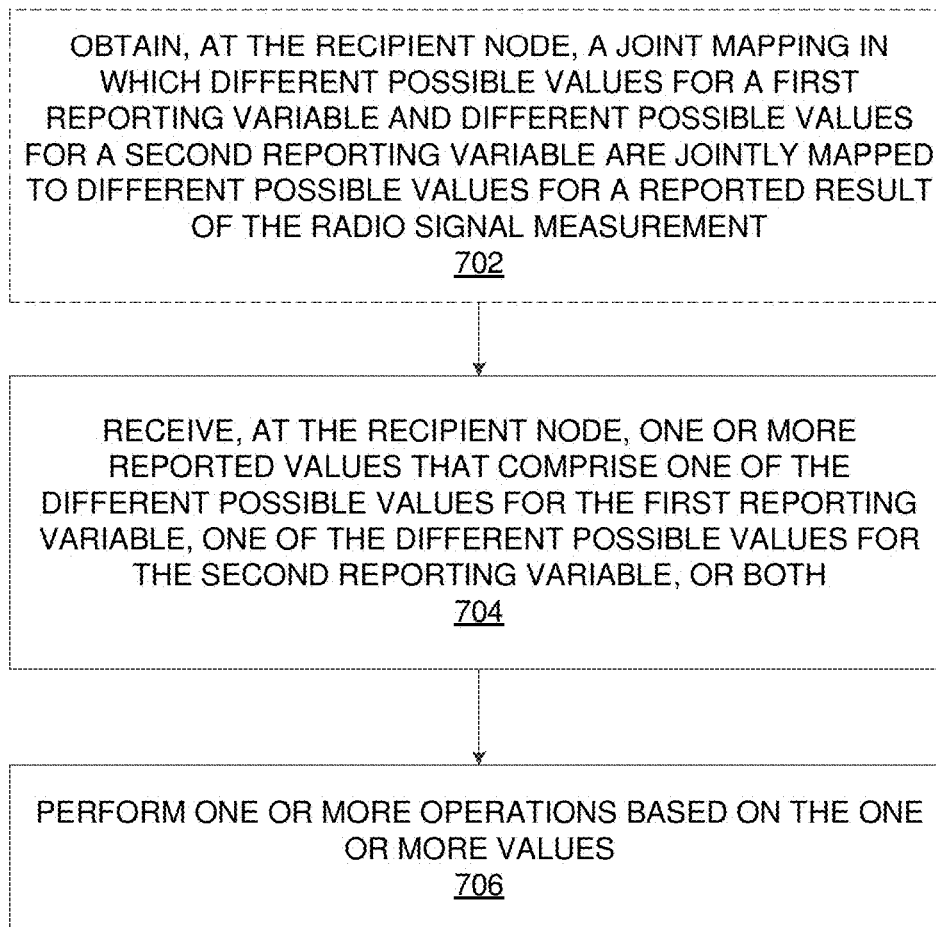 OBTAIN, AT THE RECIPIENT NODE, A JOINT MAPPING IN
WHICH DIFFERENT POSSIBLE VALUES FOR A FIRST
REPORTING VARIABLE AND DIFFERENT POSSIBLE VALUES
FOR A SECOND REPORTING VARIABLE ARE JOINTLY MAPPED
TO DIFFERENT POSSIBLE VALUES FOR A REPORTED RESULT
OF THE RADIO SIGNAL MEASUREMENT
702
RECEIVE, AT THE RECIPIENT NODE, ONE OR MORE
REPORTED VALUES THAT COMPRISE ONE OF THE
DIFFERENT POSSIBLE VALUES FOR THE FIRST REPORTING
VARIABLE, ONE OF THE DIFFERENT POSSIBLE VALUES FOR
THE SECOND REPORTING VARIABLE, OR BOTH
704
PERFORM ONE OR MORE OPERATIONS BASED ON THE ONE
OR MORE VALUES
706